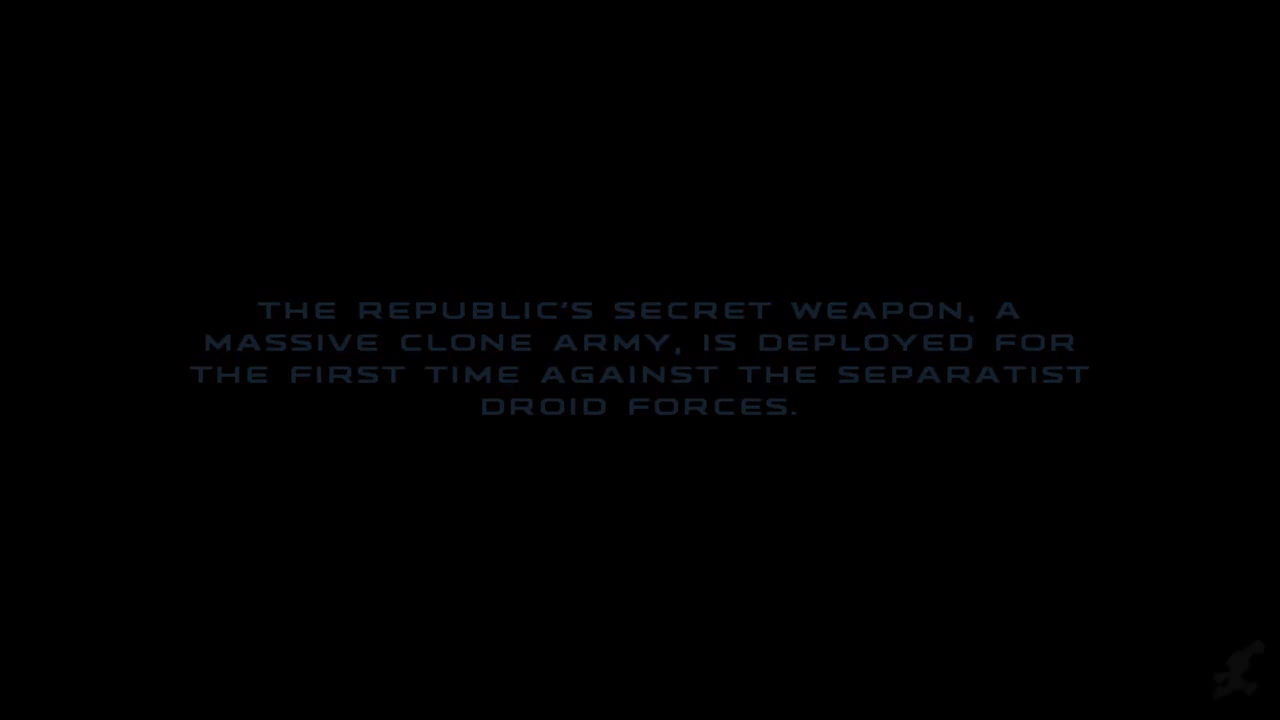 THE REPUBLIC'S SECRET WEAPON, A
MASSIVE CLONE ARMY, IS DEPLOYED FOR
THE FIRST TIME AGAINST THE SEPARATIST
DROID FORCES.